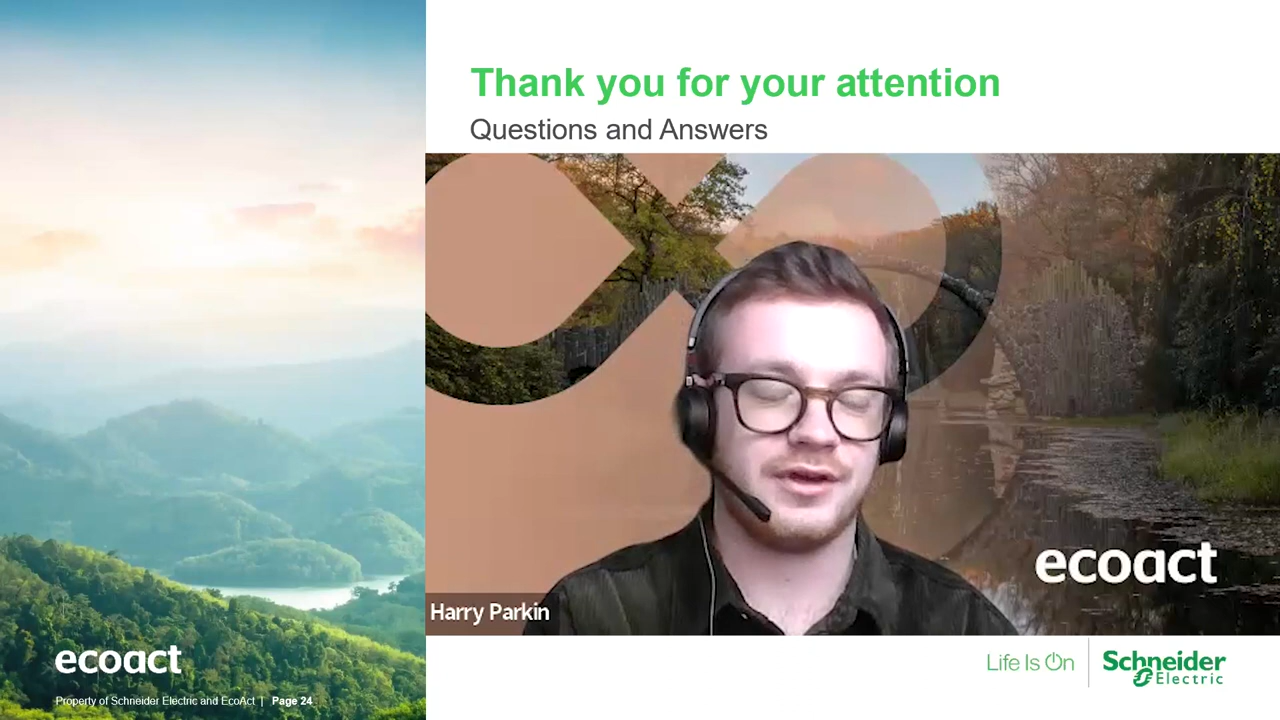 Thank you for your attention
Questions and Answers
Harry Parkin
ecoact
ecoact
Property of Schneider Electric and EcoAct | Page 24
Life Is On
Schneider
Electric